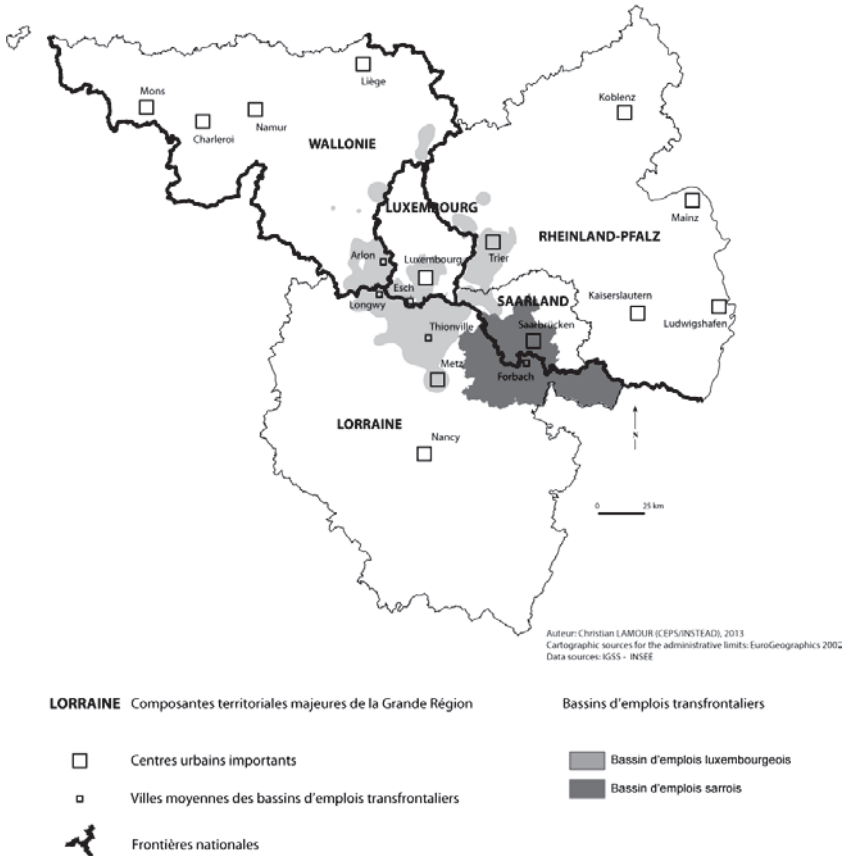 Liège
Mons
Koblenz
Charleroi
Namur
WALLONIE
Mainz
LUXEMBOURG
RHEINLAND-PFALZ
Arlon
Luxembourg
Trier
Esch
SAARLAND
Kaiserslautern
Longwy
Ludwigshafen
Thionville
Saarbrücken
Metz
Forbach
LORRAINE
Nancy
N
0 25 km
Auteur: Christian LAMOUR (CEPS/INSTEAD), 2013
Cartographic sources for the administrative limits: EuroGeographics 2002
Data sources: IGSS - INSEE
LORRAINE Composantes territoriales majeures de la Grande Région
Bassins d'emplois transfrontaliers
Centres urbains importants
Bassin d'emplois luxembourgeois
Villes moyennes des bassins d'emplois transfrontaliers
Bassin d'emplois sarrois
Frontières nationales